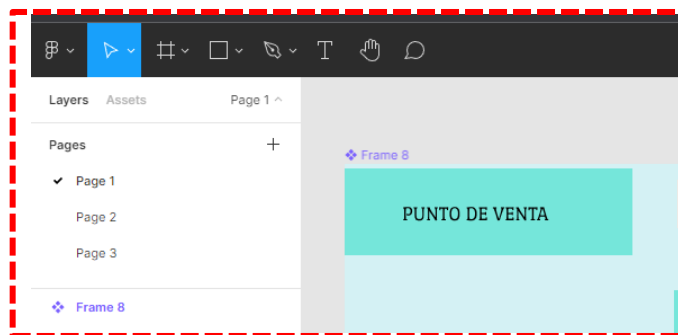 Layers Assets Page 1
Pages
Page 1
Page 2
Page 3
Frame 8
Frame 8
PUNTO DE VENTA